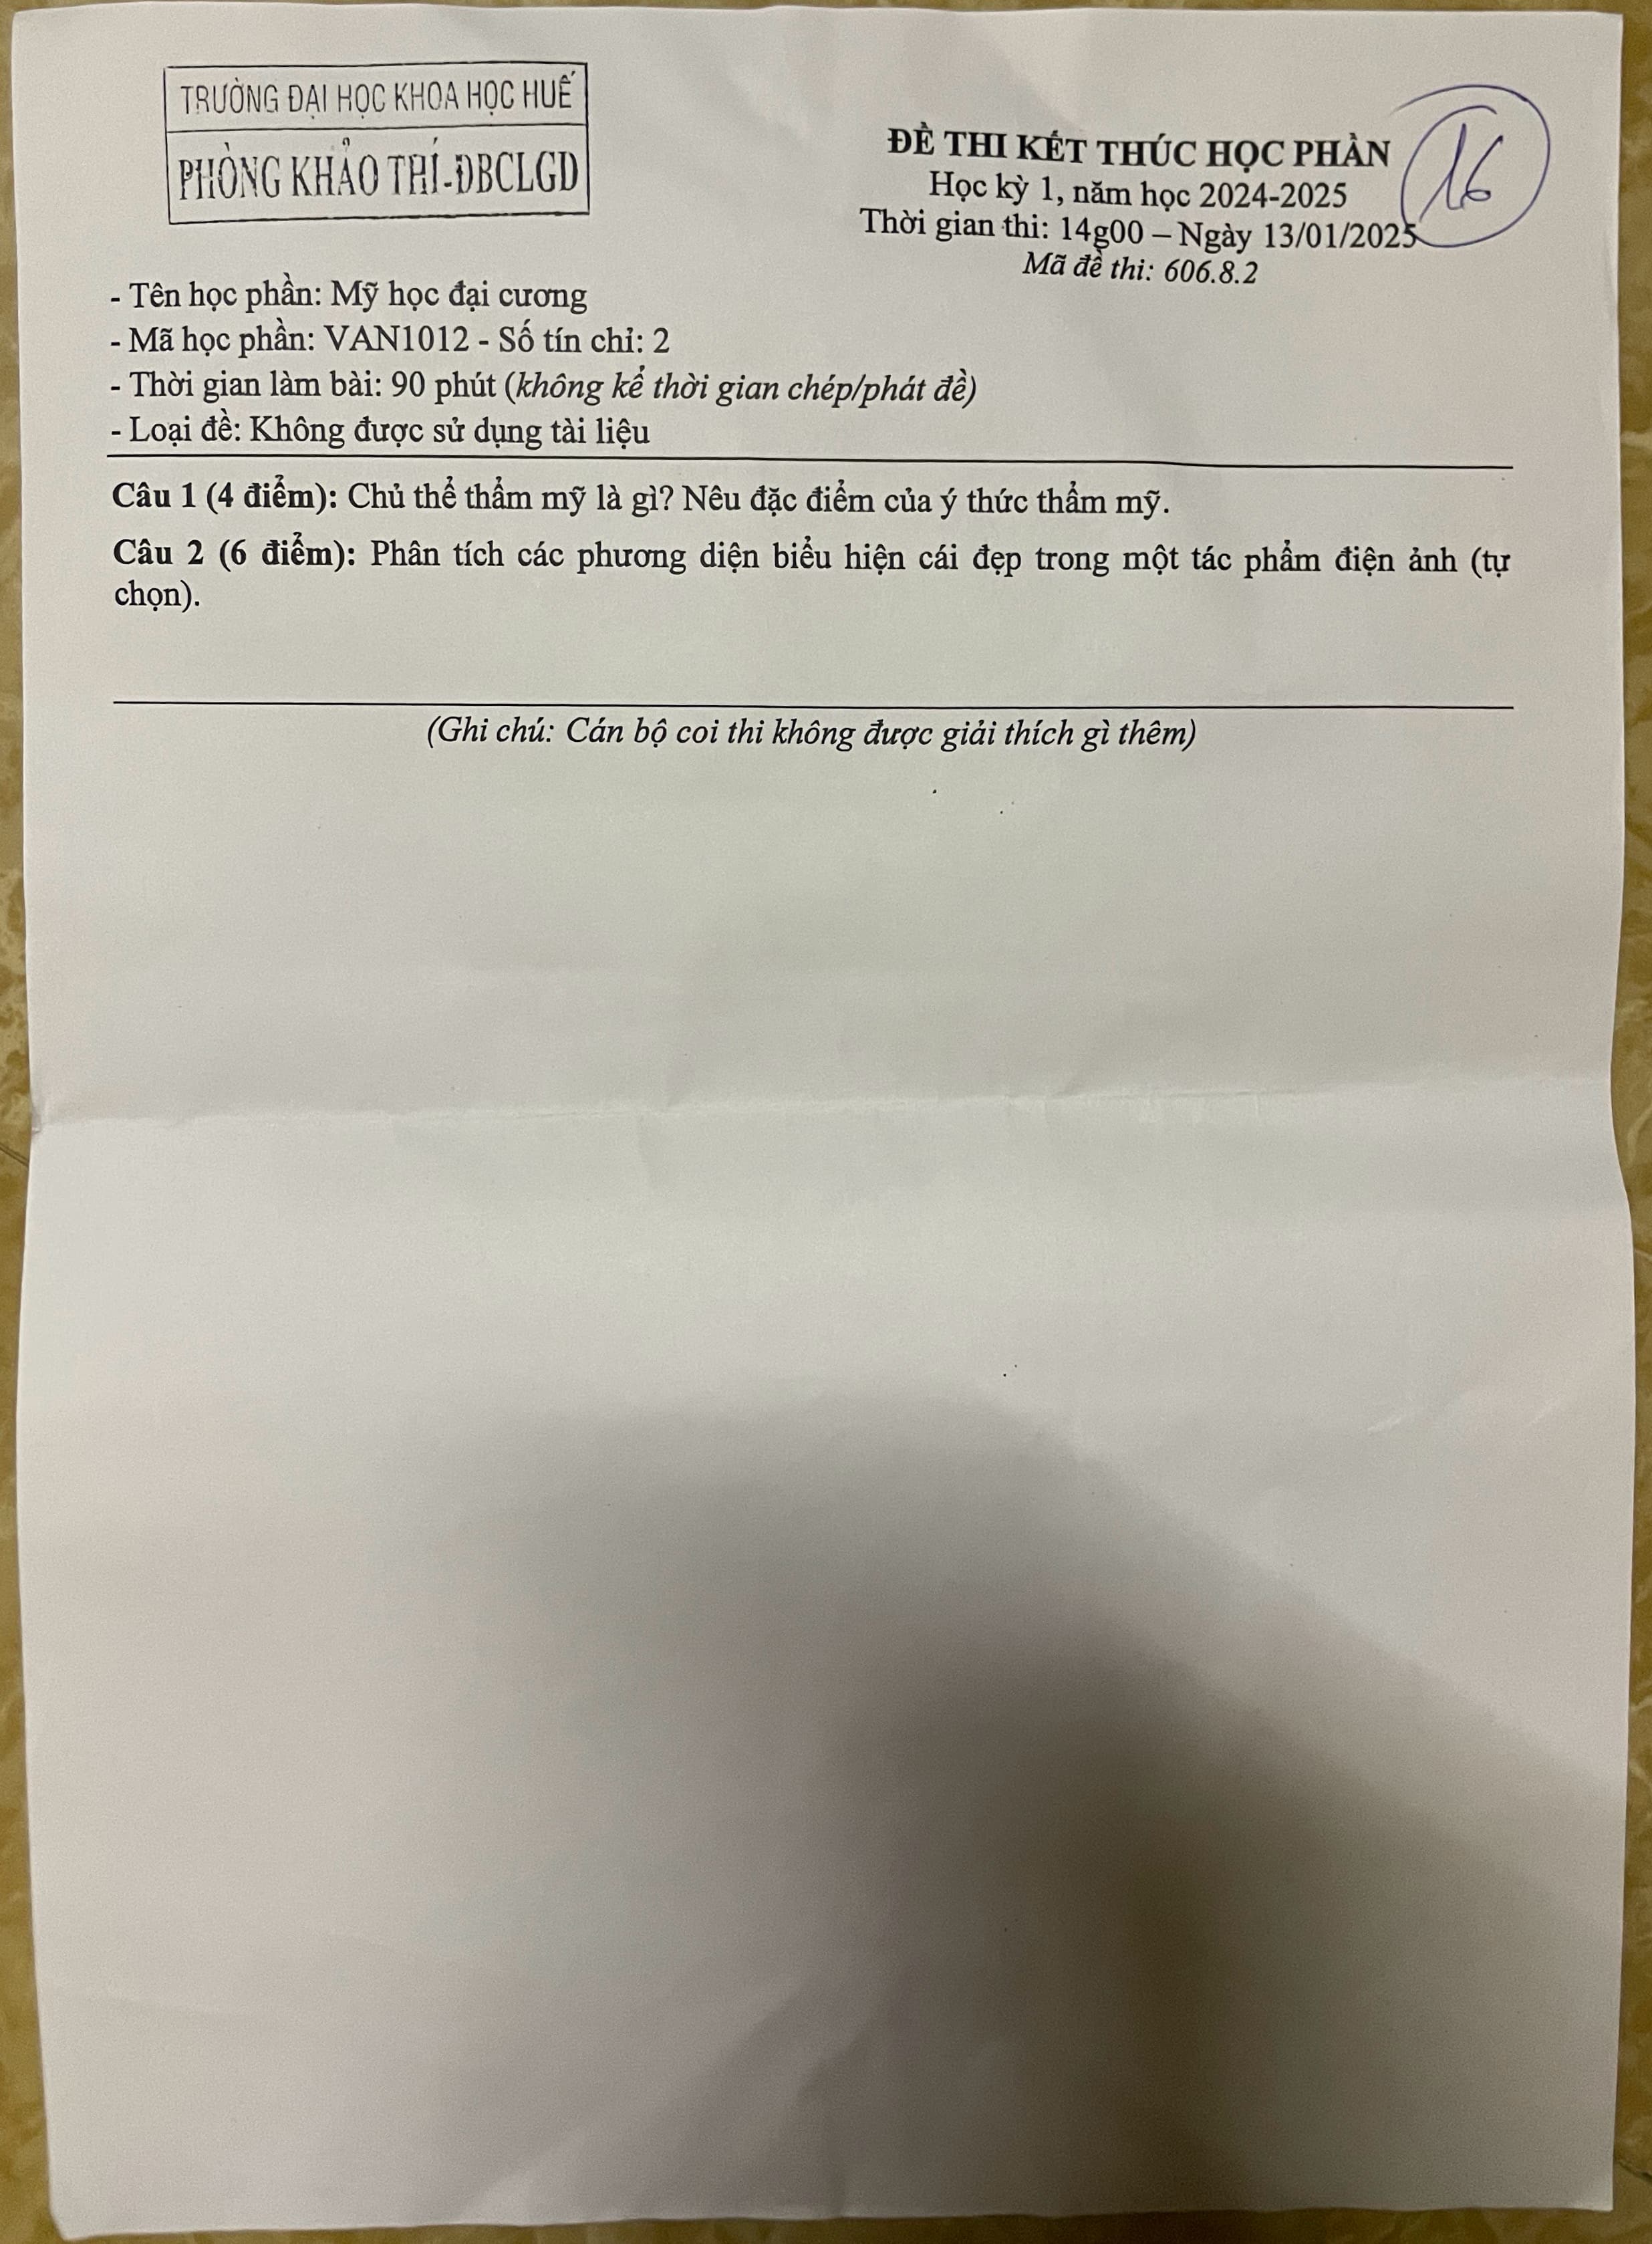 TRƯỜNG ĐẠI HỌC KHOA HỌC HUẾ
PHÒNG KHẢO THÍ-ĐBCLGD
ĐỀ THI KẾT THÚC HỌC PHẦN
16
Học kỳ 1, năm học 2024-2025
Thời gian thi: 14g00 – Ngày 13/01/2025
Mã đề thi: 606.8.2
- Tên học phần: Mỹ học đại cương
- Mã học phần: VAN1012 - Số tín chỉ: 2
- Thời gian làm bài: 90 phút (không kể thời gian chép/phát đề)
- Loại đề: Không được sử dụng tài liệu
Câu 1 (4 điểm): Chủ thể thẩm mỹ là gì? Nêu đặc điểm của ý thức thẩm mỹ.
Câu 2 (6 điểm): Phân tích các phương diện biểu hiện cái đẹp trong một tác phẩm điện ảnh (tự
chọn).
(Ghi chú: Cán bộ coi thi không được giải thích gì thêm)